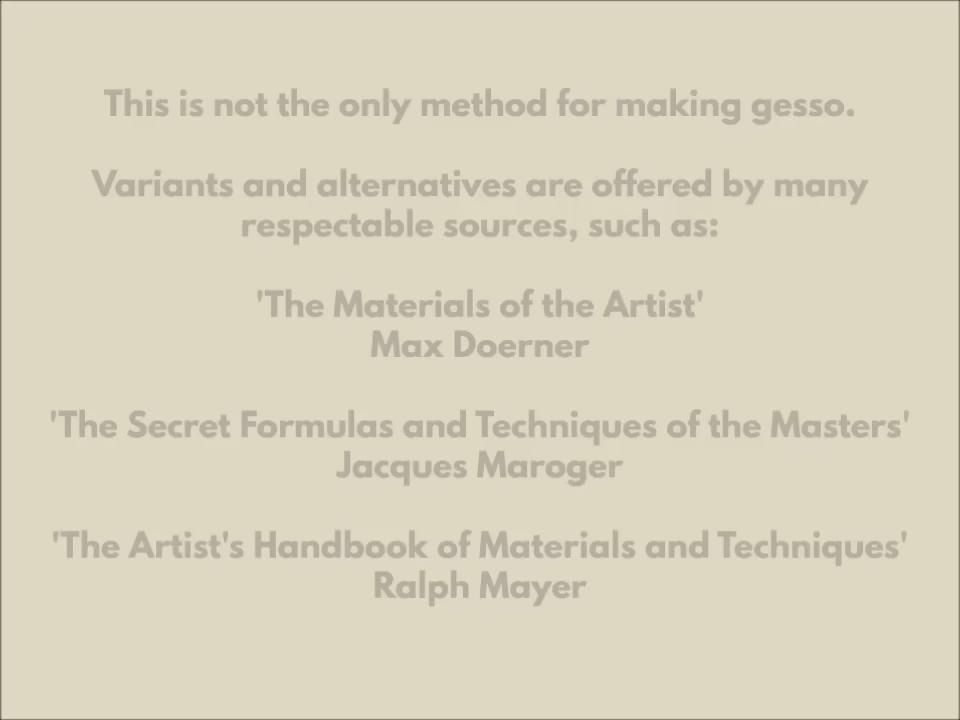 This is not the only method for making gesso.
Variants and alternatives are offered by many
respectable sources, such as:
'The Materials of the Artist'
Max Doerner
'The Secret Formulas and Techniques of the Masters'
Jacques Maroger
'The Artist's Handbook of Materials and Techniques'
Ralph Mayer